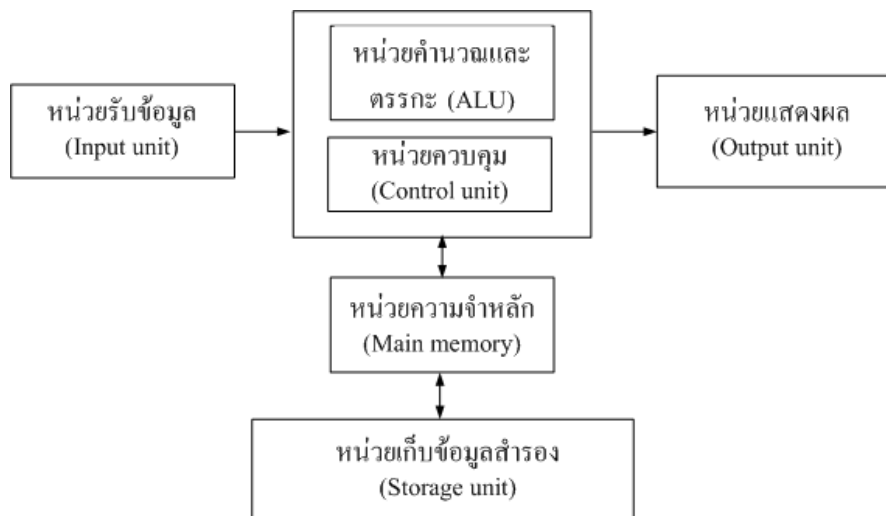 หน่วยคำนวณและ
ตรรกะ (ALU)
หน่วยรับข้อมูล
(Input unit)
หน่วยควบคุม
(Control unit)
หน่วยแสดงผล
(Output unit)
หน่วยความจำหลัก
(Main memory)
หน่วยเก็บข้อมูลสำรอง
(Storage unit)